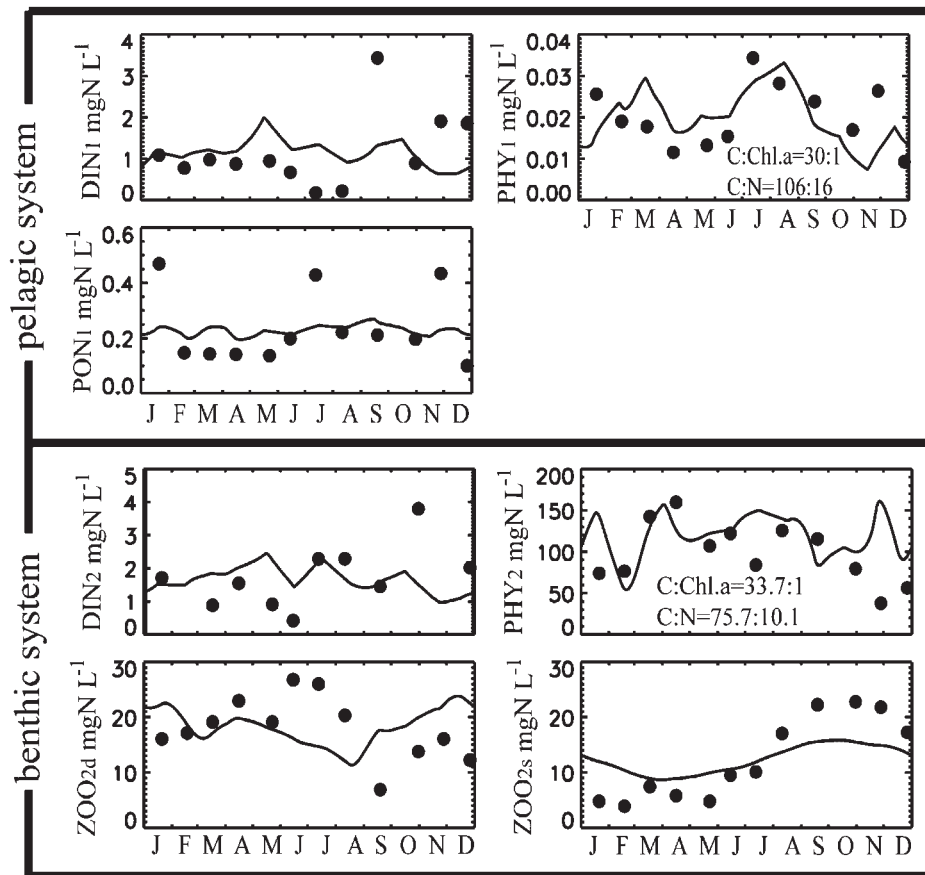 pelagic system
DIN1 mgN L-1
4
3
2
1
0
J F M A M J J A S O N D
PHY1 mgN L-1
0.04
0.03
0.02
0.01
0.00
C:Chl.a=30:1
C:N=106:16
J F M A M J J A S O N D
PON1 mgN L-1
0.6
0.4
0.2
0.0
J F M A M J J A S O N D
benthic system
DIN2 mgN L-1
5
4
3
2
1
0
PHY2 mgN L-1
200
150
100
50
0
C:Chl.a=33.7:1
C:N=75.7:10.1
ZOO2d mgN L-1
30
20
10
0
J F M A M J J A S O N D
ZOO2s mgN L-1
30
20
10
0
J F M A M J J A S O N D